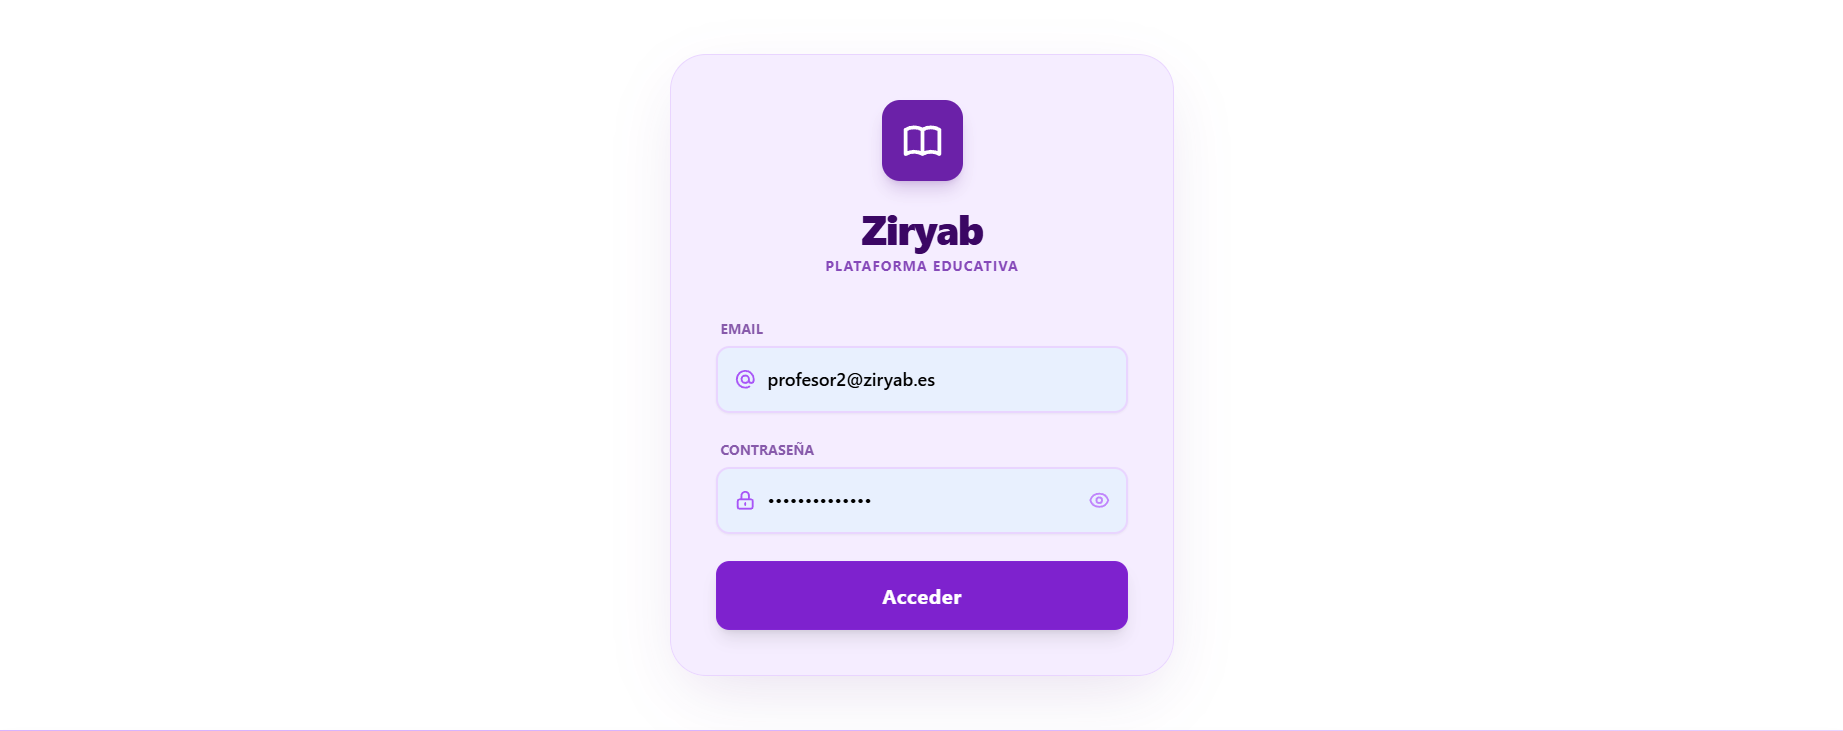 Ziryab
PLATAFORMA EDUCATIVA
EMAIL
profesor2@ziryab.es
CONTRASEÑA
••••••••••••••
Acceder